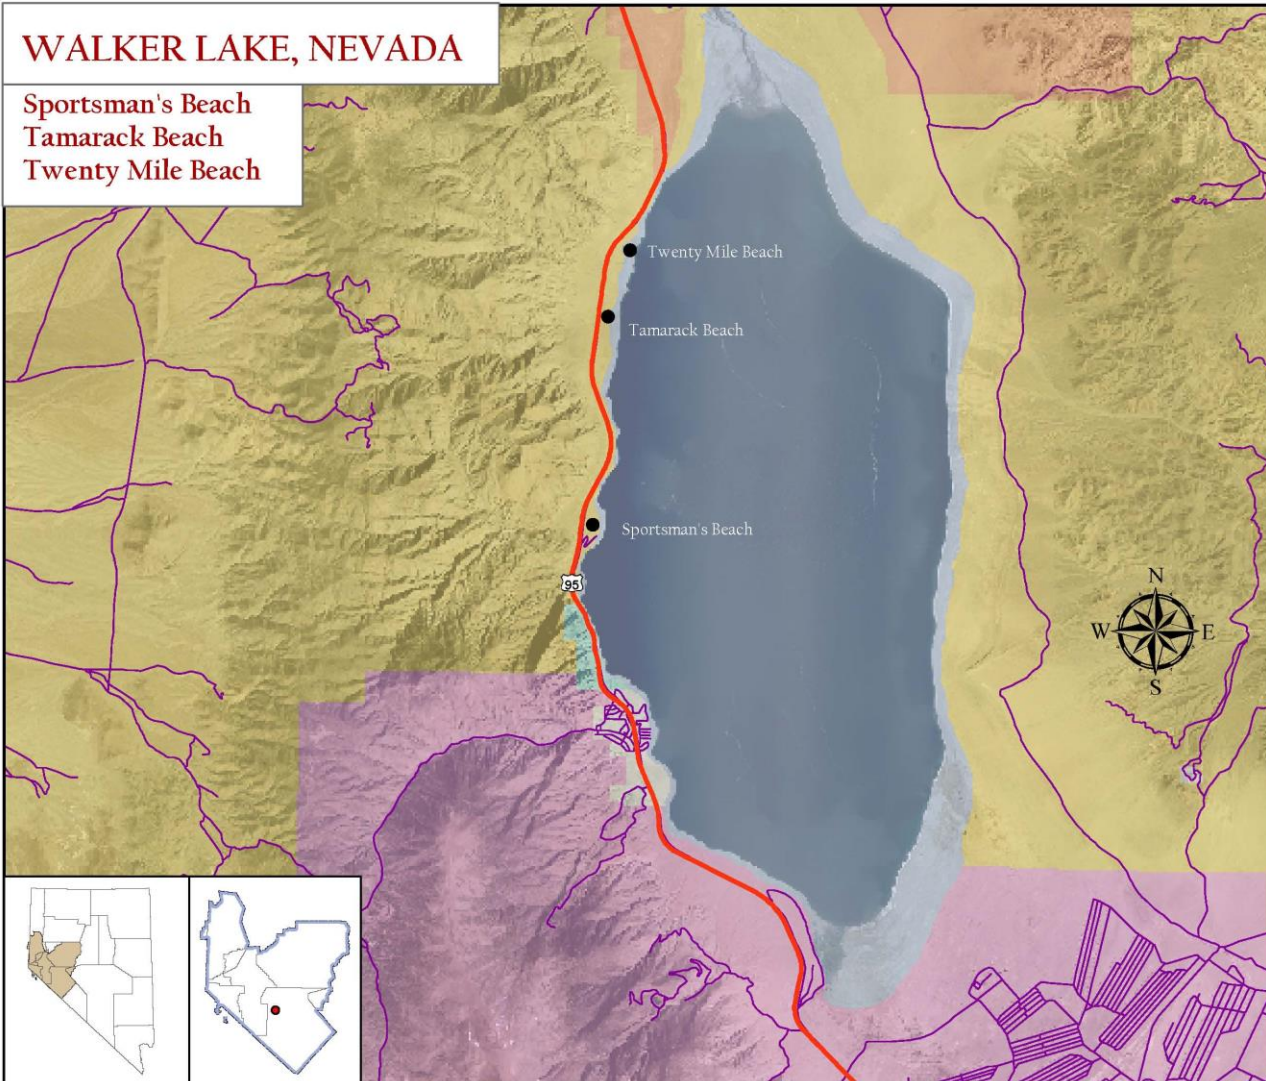 WALKER LAKE, NEVADA
Sportsman's Beach
Tamarack Beach
Twenty Mile Beach
Twenty Mile Beach
Tamarack Beach
Sportsman's Beach
95
N
W E
S